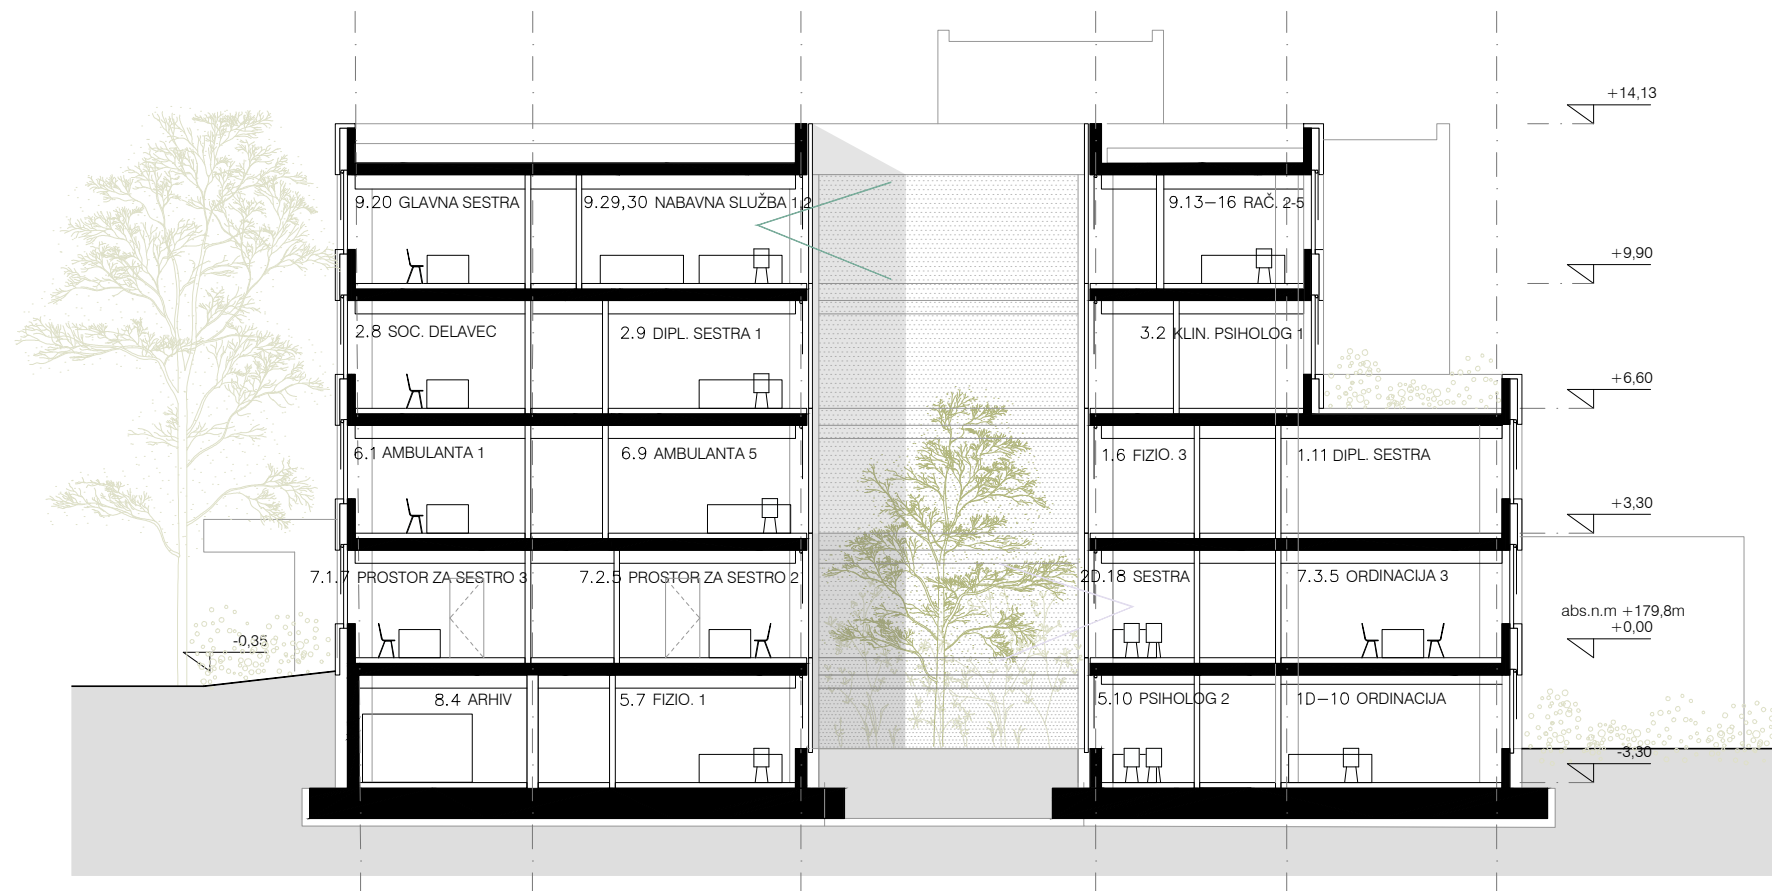 +14,13
9.20 GLAVNA SESTRA
9.29,30 NABAVNA SLUŽBA 1,2
9.13–16 RAČ. 2-5
+9,90
2.8 SOC. DELAVEC
2.9 DIPL. SESTRA 1
3.2 KLIN. PSIHOLOG 1
+6,60
6.1 AMBULANTA 1
6.9 AMBULANTA 5
1.6 FIZIO. 3
1.11 DIPL. SESTRA
+3,30
7.1.7 PROSTOR ZA SESTRO 3
7.2.5 PROSTOR ZA SESTRO 2
2D.18 SESTRA
7.3.5 ORDINACIJA 3
abs.n.m +179,8m
+0,00
-0,35
8.4 ARHIV
5.7 FIZIO. 1
5.10 PSIHOLOG 2
1D–10 ORDINACIJA
-3,30